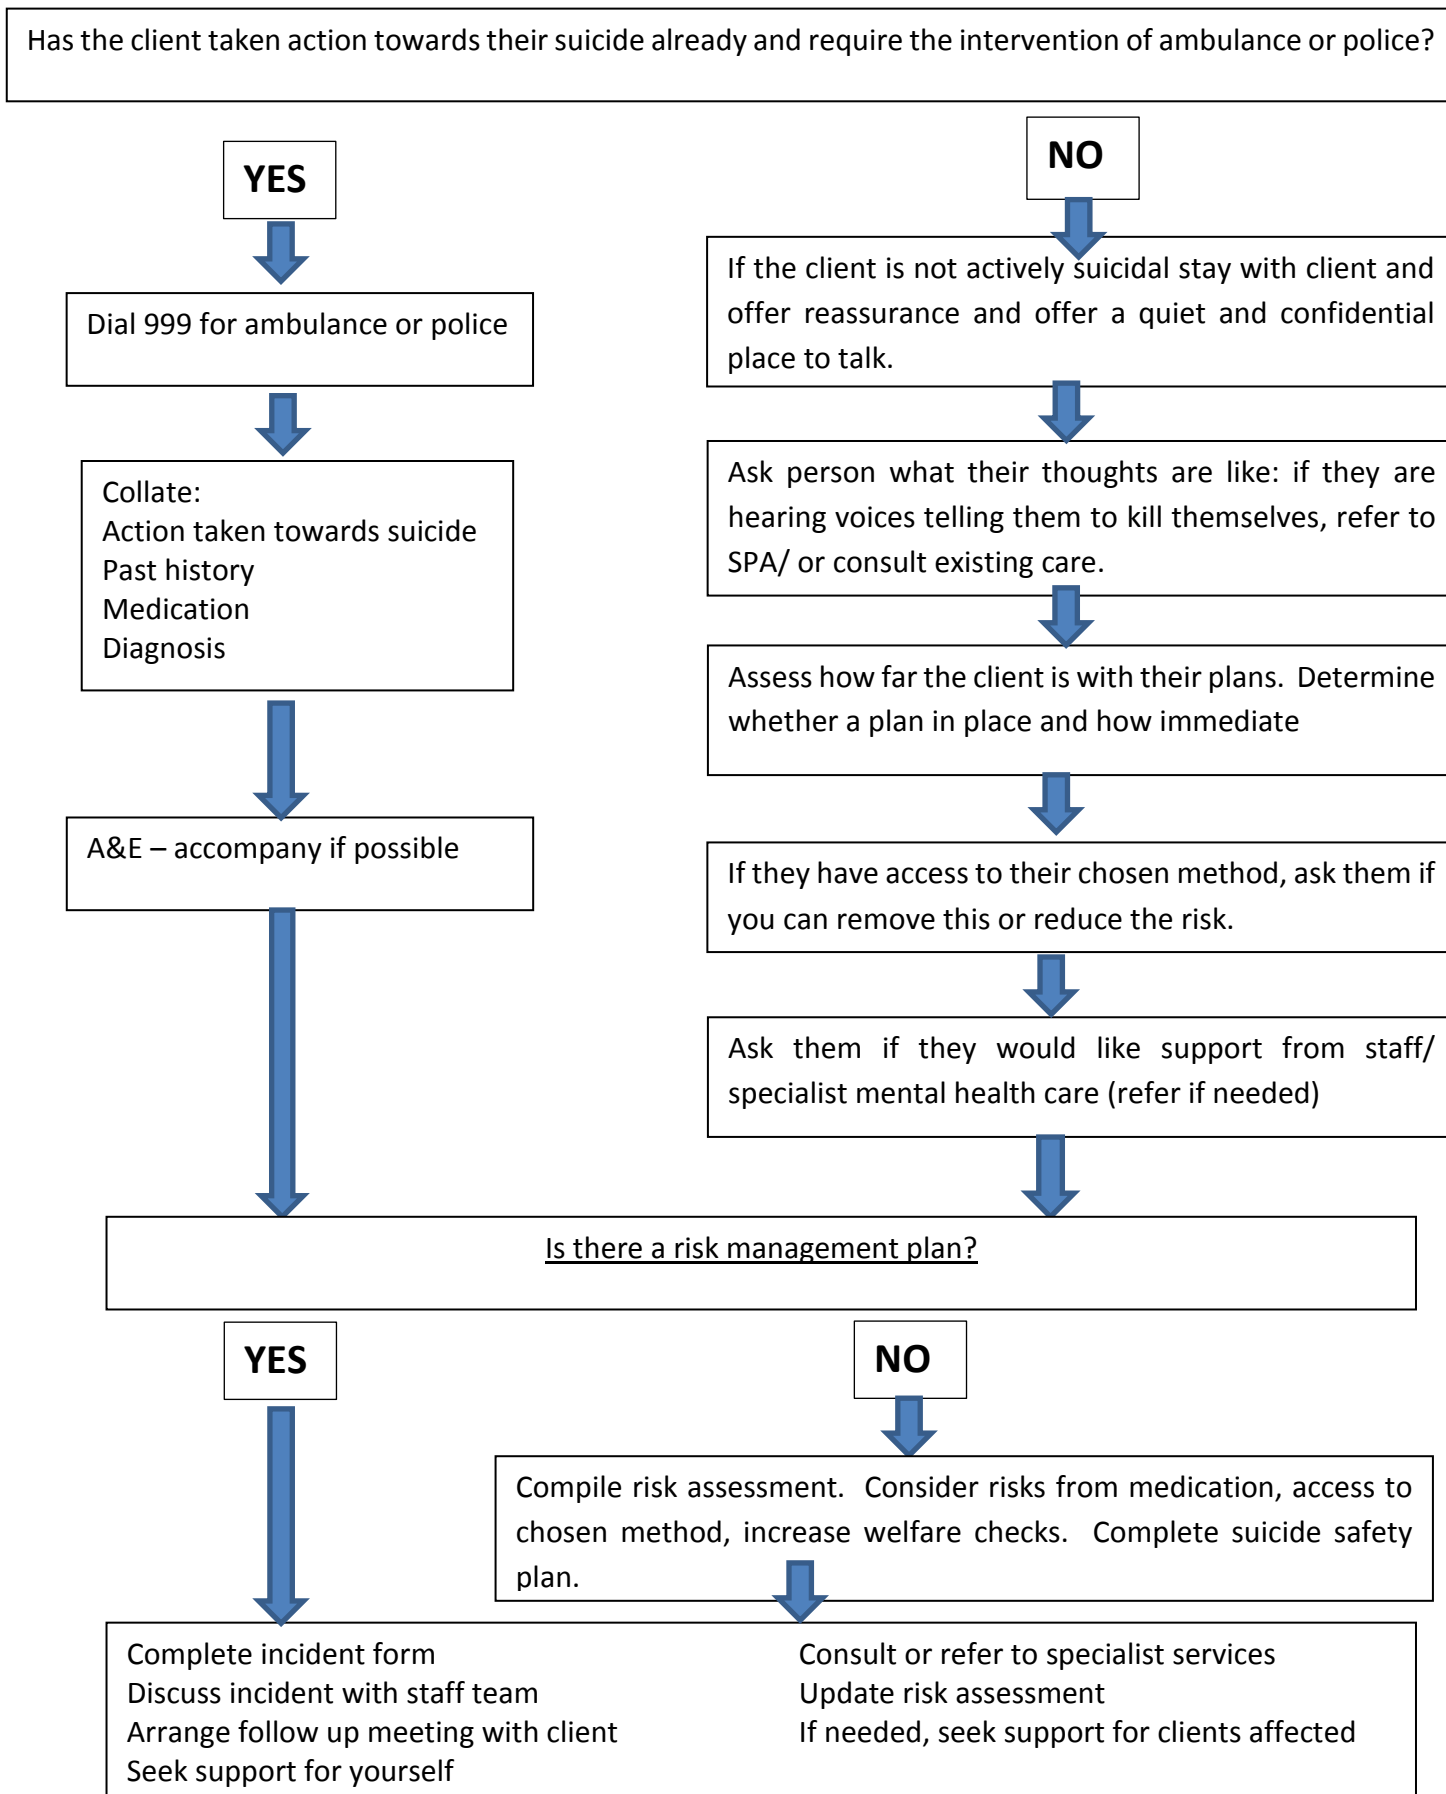 Has the client taken action towards their suicide already and require the intervention of ambulance or police?
YES
Dial 999 for ambulance or police
Collate:
Action taken towards suicide
Past history
Medication
Diagnosis
A&E – accompany if possible
NO
If the client is not actively suicidal stay with client and
offer reassurance and offer a quiet and confidential
place to talk.
Ask person what their thoughts are like: if they are
hearing voices telling them to kill themselves, refer to
SPA/ or consult existing care.
Assess how far the client is with their plans. Determine
whether a plan in place and how immediate
If they have access to their chosen method, ask them if
you can remove this or reduce the risk.
Ask them if they would like support from staff/
specialist mental health care (refer if needed)
Is there a risk management plan?
YES
NO
Compile risk assessment. Consider risks from medication, access to
chosen method, increase welfare checks. Complete suicide safety
plan.
Complete incident form
Discuss incident with staff team
Arrange follow up meeting with client
Seek support for yourself
Consult or refer to specialist services
Update risk assessment
If needed, seek support for clients affected